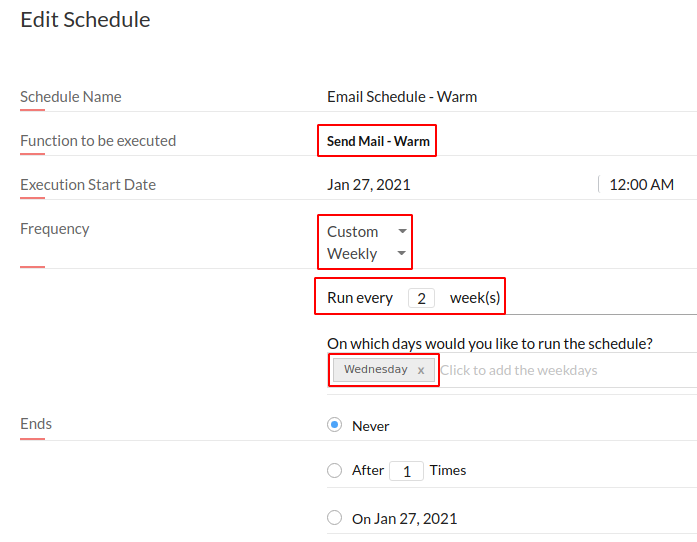 Edit Schedule
Schedule Name Email Schedule - Warm
Function to be executed Send Mail - Warm
Execution Start Date Jan 27, 2021 12:00 AM
Frequency Custom
Weekly
Run every 2 week(s)
On which days would you like to run the schedule?
Wednesday x Click to add the weekdays
Ends Never
After 1 Times
On Jan 27, 2021